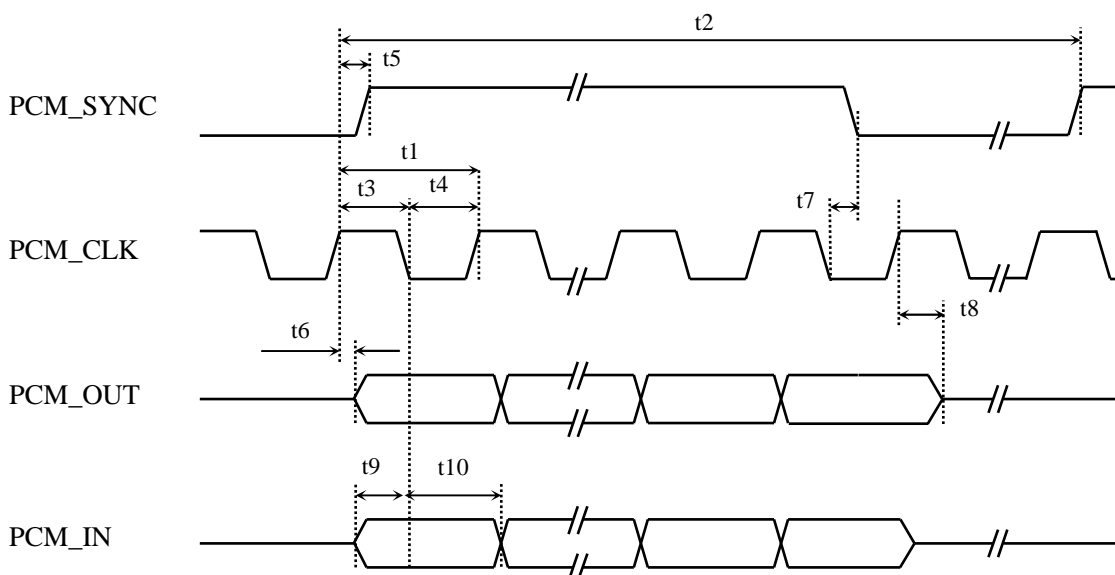 t2
t5
PCM_SYNC
t1
t3
t4
t7
PCM_CLK
t8
t6
PCM_OUT
t9
t10
PCM_IN